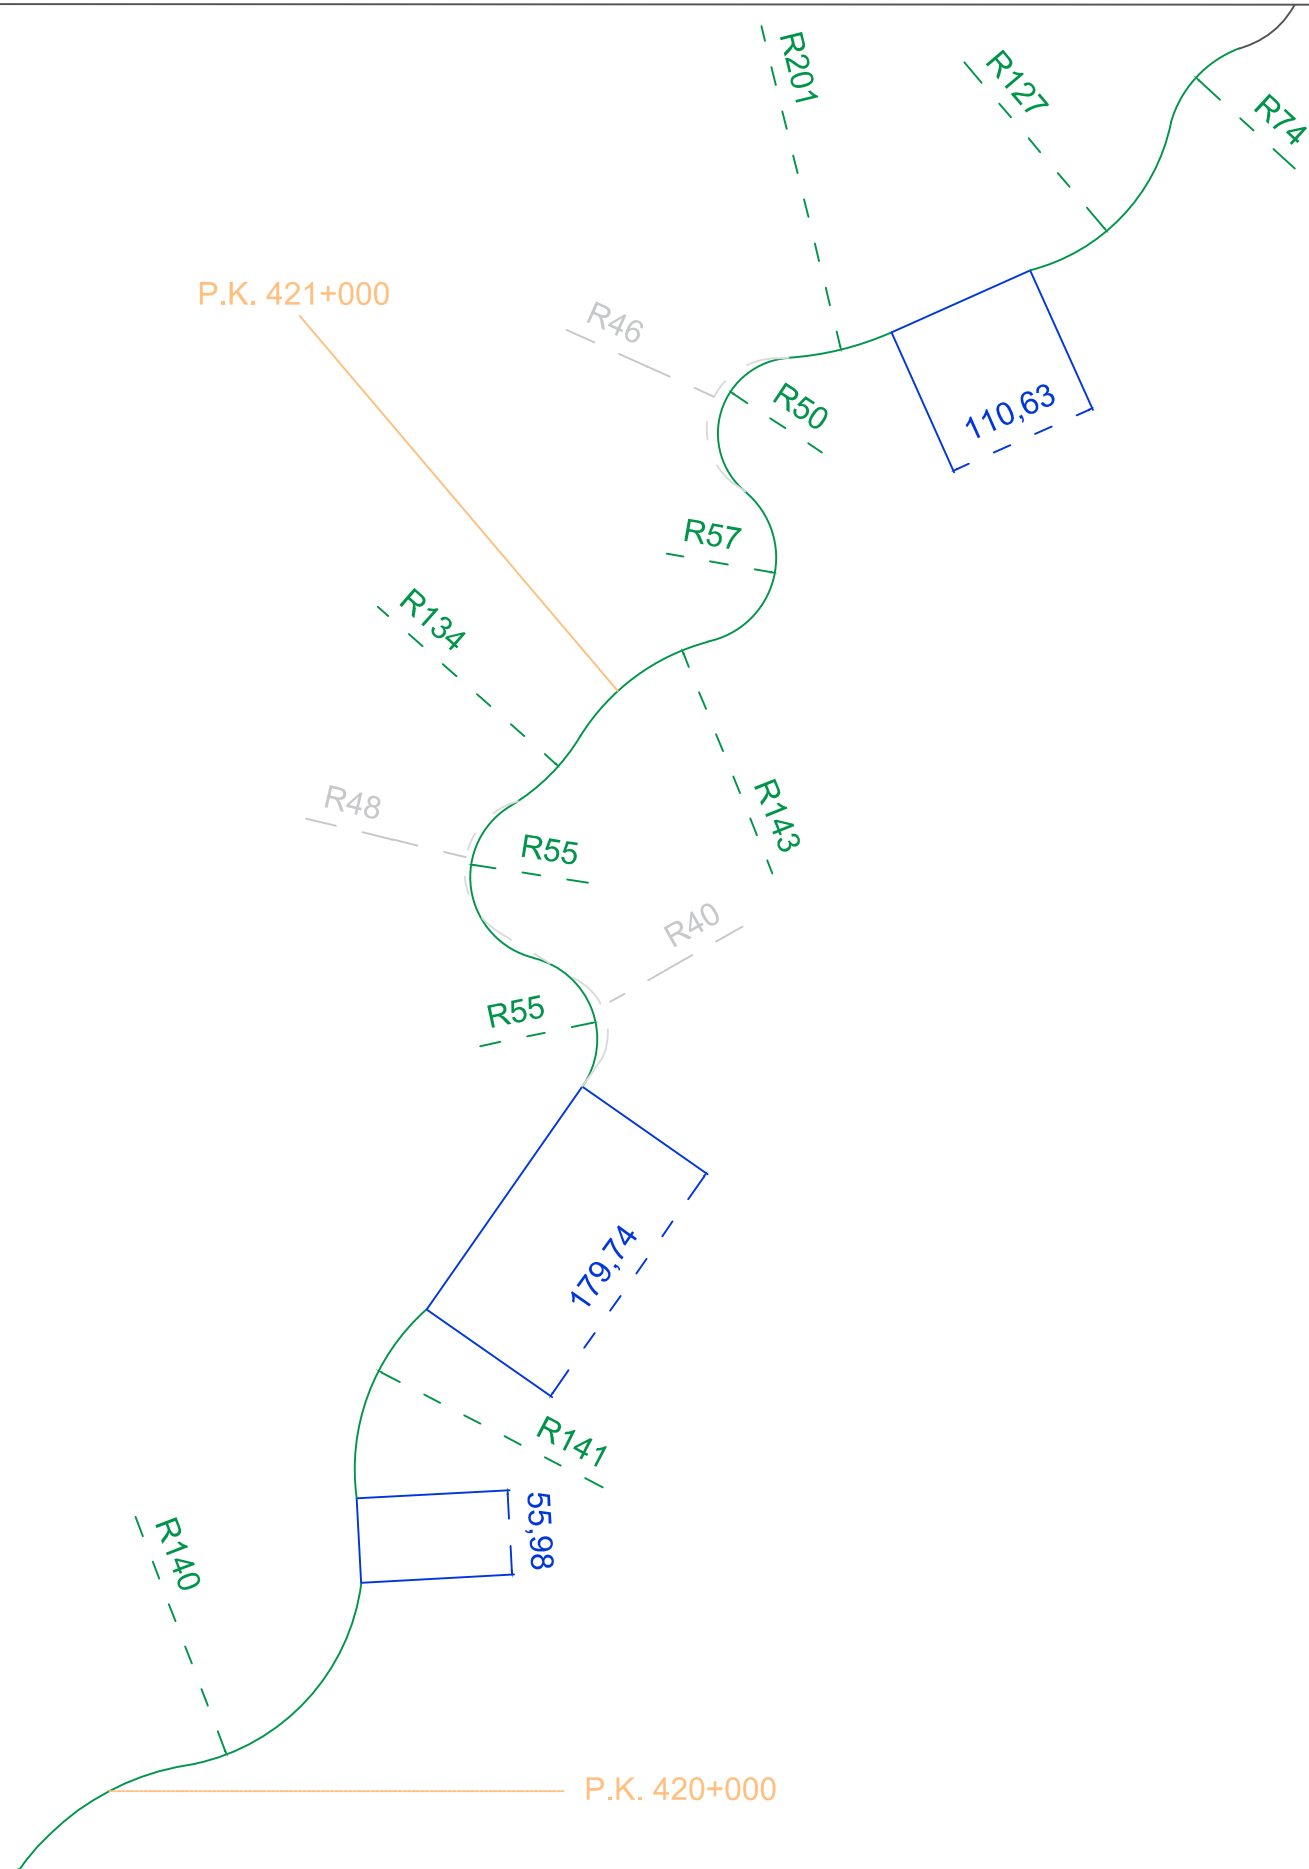 R201
R127
R74
P.K. 421+000
R46
R50
110,63
R57
R134
R48
R143
R55
R40
R55
179,74
R141
55,98
R140
P.K. 420+000